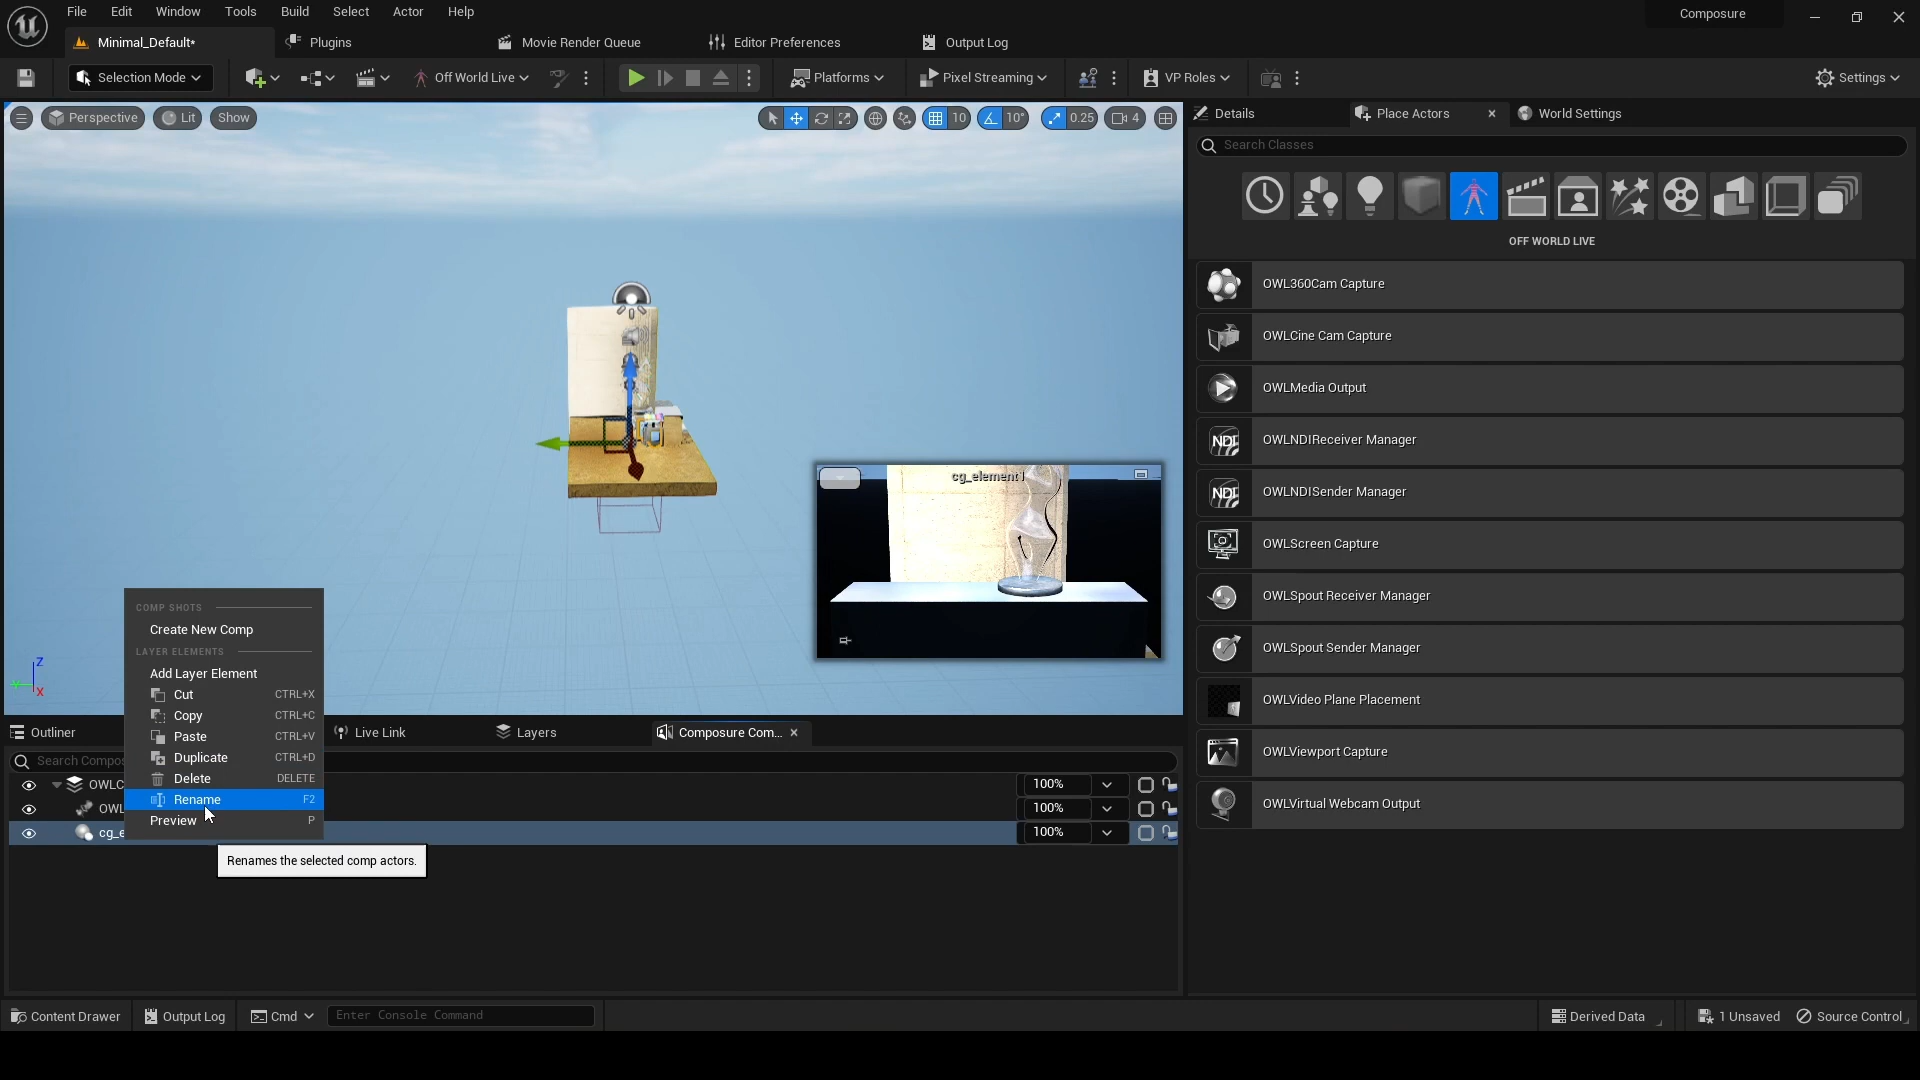 File Edit Window Tools Build Select Actor Help
Composure
Minimal_Default*
Plugins
Movie Render Queue
Editor Preferences
Output Log
Selection Mode
Off World Live
Platforms
Pixel Streaming
VP Roles
Settings
Perspective
Lit
Show
10
10°
0.25
4
Details
Place Actors
World Settings
Search Classes
OFF WORLD LIVE
OWL360Cam Capture
OWLCine Cam Capture
OWLMedia Output
NDI
OWLNDIReceiver Manager
NDI
OWLNDISender Manager
OWLScreen Capture
OWLSpout Receiver Manager
OWLSpout Sender Manager
OWLVideo Plane Placement
OWLViewport Capture
OWLVirtual Webcam Output
cg_element1
Z
X
COMP SHOTS
Create New Comp
LAYER ELEMENTS
Add Layer Element
Cut CTRL+X
Copy CTRL+C
Paste CTRL+V
Duplicate CTRL+D
Delete DELETE
Rename F2
Preview P
Renames the selected comp actors.
Outliner
Live Link
Layers
Composure Com...
Search Compos
OWLC
100%
OWL
100%
cg_e
100%
Content Drawer
Output Log
Cmd
Enter Console Command
Derived Data
1 Unsaved
Source Control